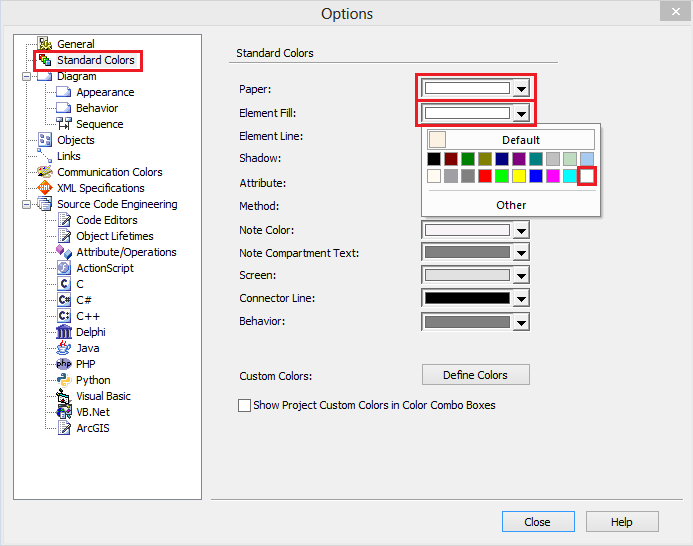 Options
General
Standard Colors
Diagram
Appearance
Behavior
Sequence
Objects
Links
Communication Colors
XML Specifications
Source Code Engineering
Code Editors
Object Lifetimes
Attribute/Operations
ActionScript
C
C#
C++
Delphi
Java
PHP
Python
Visual Basic
VB.Net
ArcGIS
Standard Colors
Paper:
Element Fill:
Element Line:
Shadow:
Attribute:
Method:
Default
Other
Note Color:
Note Compartment Text:
Screen:
Connector Line:
Behavior:
Custom Colors:
Define Colors
Show Project Custom Colors in Color Combo Boxes
Close
Help